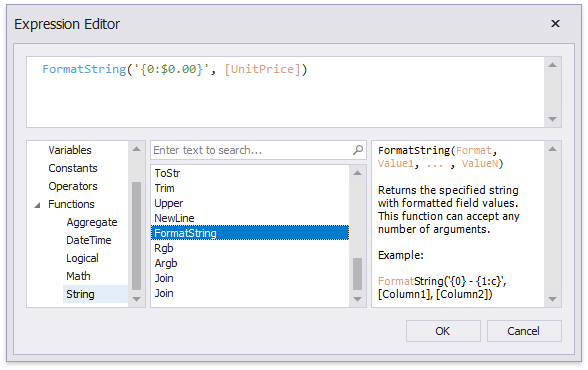 Expression Editor
FormatString('{0:$0.00}', [UnitPrice])
Variables
Constants
Operators
Functions
Aggregate
DateTime
Logical
Math
String
Enter text to search...
ToStr
Trim
Upper
NewLine
FormatString
Rgb
Argb
Join
Join
FormatString(Format,
Value1, ... , ValueN)
Returns the specified string
with formatted field values.
This function can accept any
number of arguments.
Example:
FormatString('{0} - {1:c}',
[Column1], [Column2])
OK
Cancel